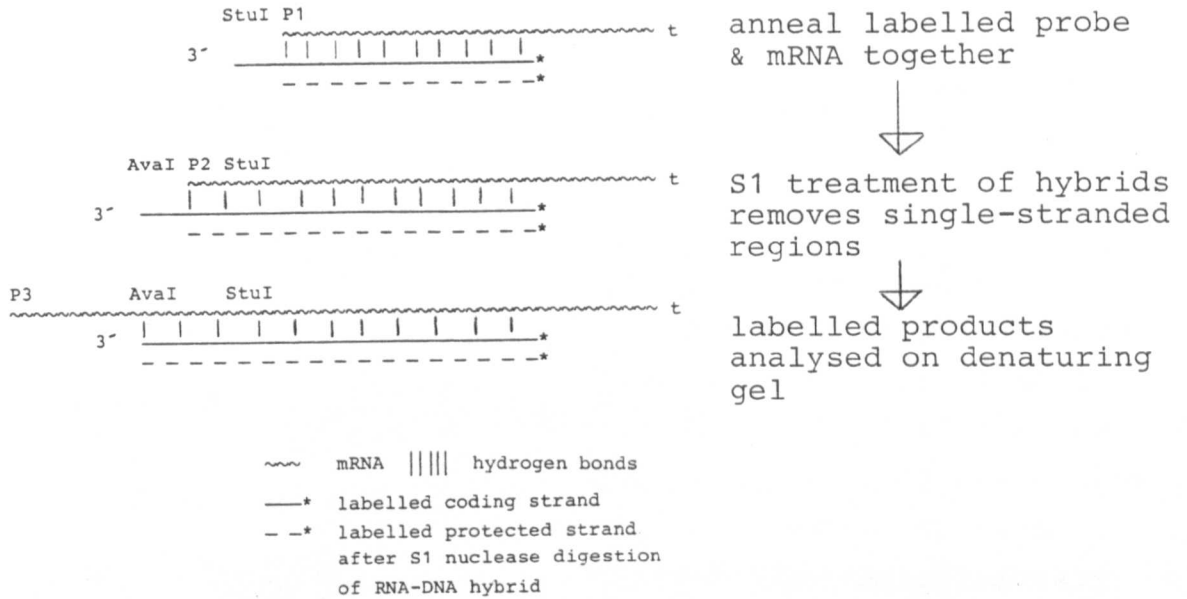 StuI P1
t
3´
*
*
anneal labelled probe
& mRNA together
AvaI P2 StuI
t
3´
*
*
S1 treatment of hybrids
removes single-stranded
regions
P3 AvaI StuI
t
3´
*
*
labelled products
analysed on denaturing
gel
mRNA hydrogen bonds
* labelled coding strand
* labelled protected strand
after S1 nuclease digestion
of RNA-DNA hybrid